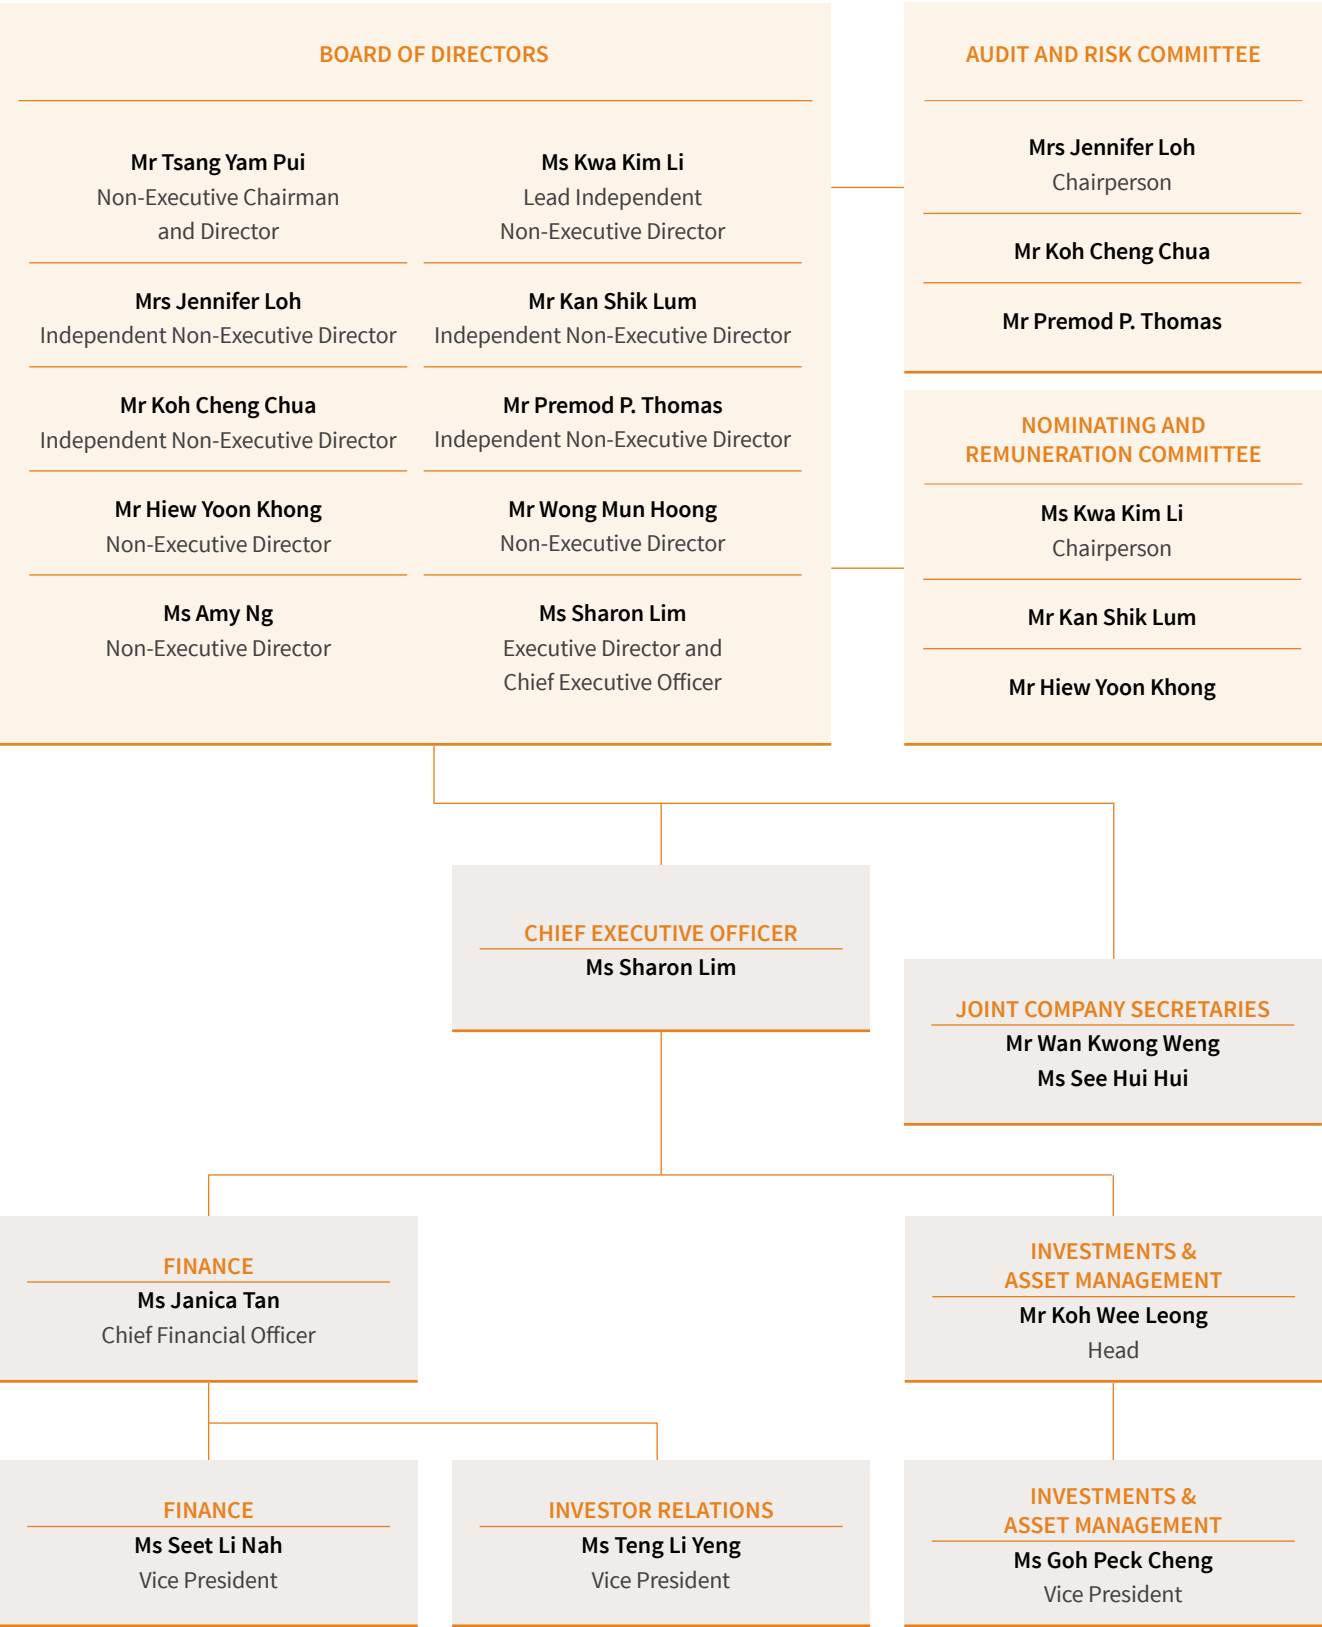 BOARD OF DIRECTORS
Mr Tsang Yam Pui
Non-Executive Chairman
and Director
Ms Kwa Kim Li
Lead Independent
Non-Executive Director
Mrs Jennifer Loh
Independent Non-Executive Director
Mr Kan Shik Lum
Independent Non-Executive Director
Mr Koh Cheng Chua
Independent Non-Executive Director
Mr Premod P. Thomas
Independent Non-Executive Director
Mr Hiew Yoon Khong
Non-Executive Director
Mr Wong Mun Hoong
Non-Executive Director
Ms Amy Ng
Non-Executive Director
Ms Sharon Lim
Executive Director and
Chief Executive Officer
AUDIT AND RISK COMMITTEE
Mrs Jennifer Loh
Chairperson
Mr Koh Cheng Chua
Mr Premod P. Thomas
NOMINATING AND
REMUNERATION COMMITTEE
Ms Kwa Kim Li
Chairperson
Mr Kan Shik Lum
Mr Hiew Yoon Khong
CHIEF EXECUTIVE OFFICER
Ms Sharon Lim
JOINT COMPANY SECRETARIES
Mr Wan Kwong Weng
Ms See Hui Hui
FINANCE
Ms Janica Tan
Chief Financial Officer
INVESTMENTS &
ASSET MANAGEMENT
Mr Koh Wee Leong
Head
FINANCE
Ms Seet Li Nah
Vice President
INVESTOR RELATIONS
Ms Teng Li Yeng
Vice President
INVESTMENTS &
ASSET MANAGEMENT
Ms Goh Peck Cheng
Vice President